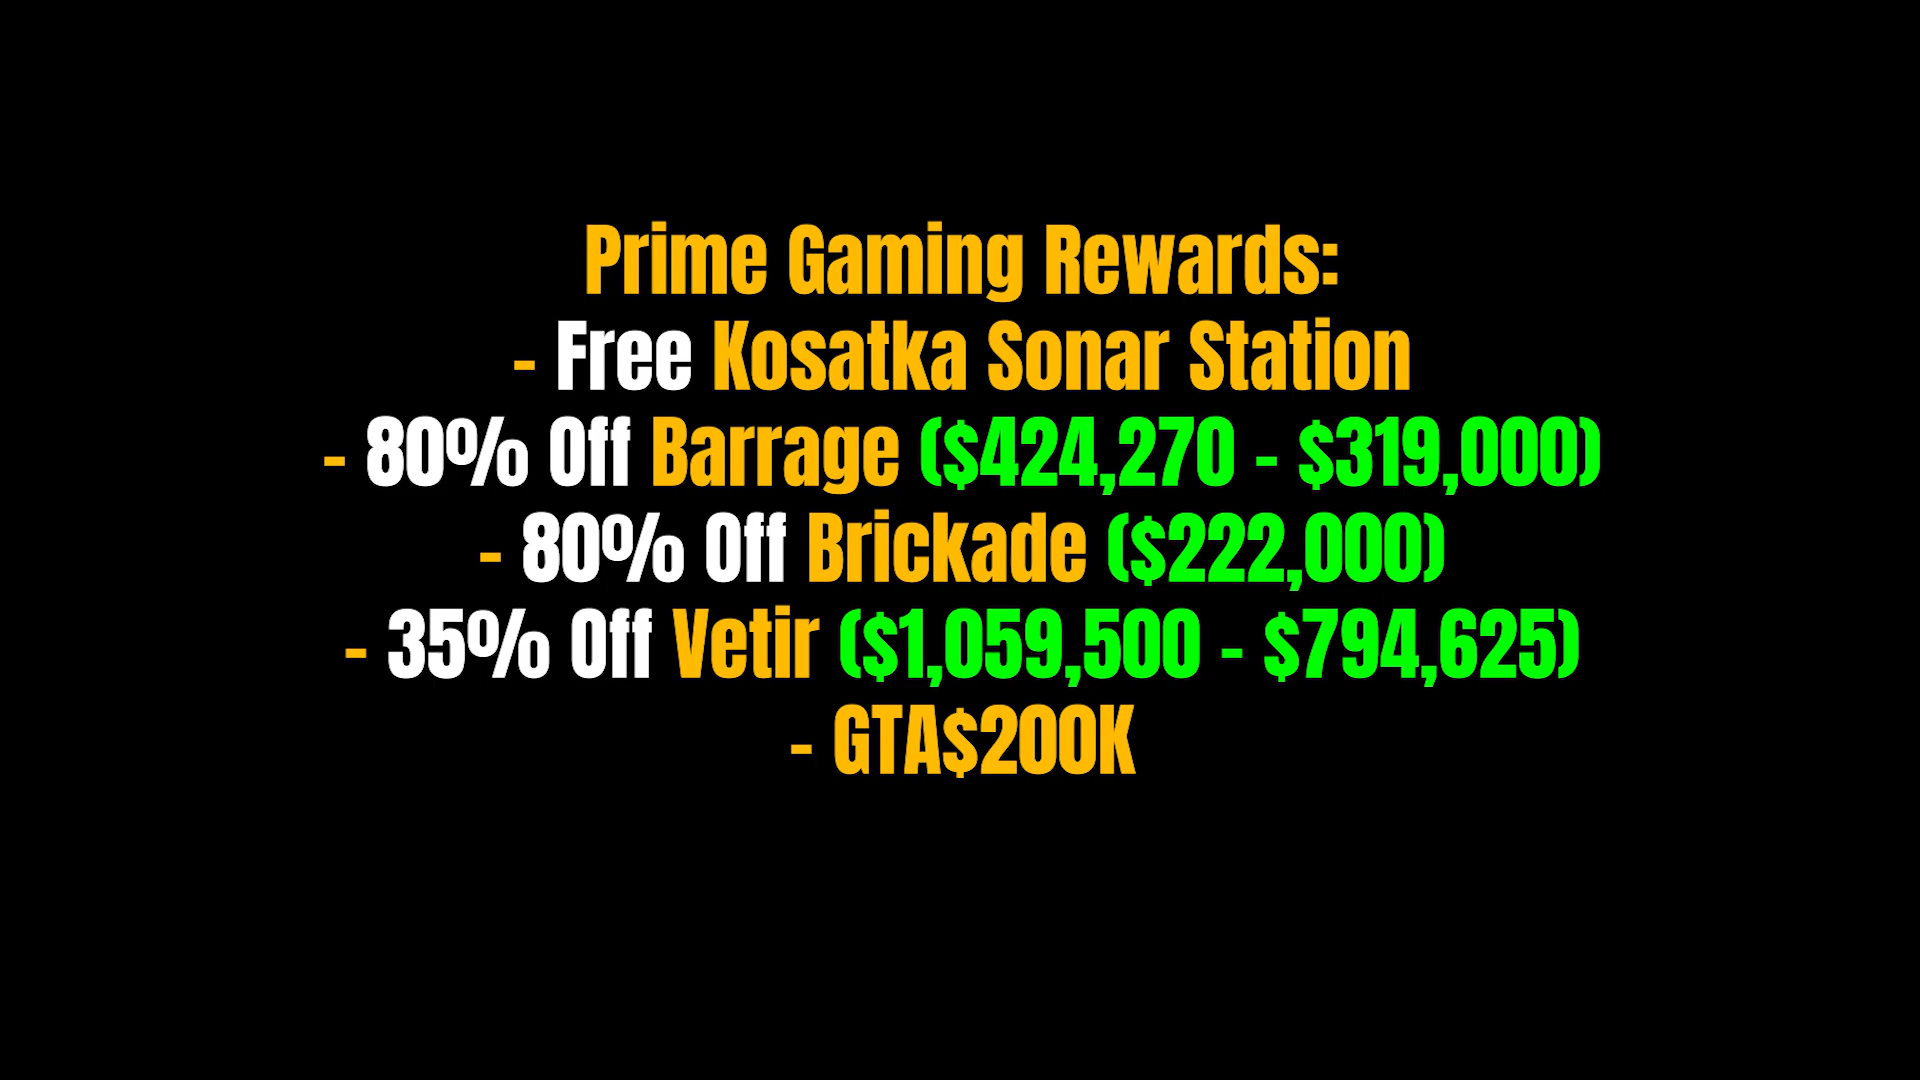 Prime Gaming Rewards:
- Free Kosatka Sonar Station
- 80% Off Barrage ($424,270 - $319,000)
- 80% Off Brickade ($222,000)
- 35% Off Vetir ($1,059,500 - $794,625)
- GTA$200K